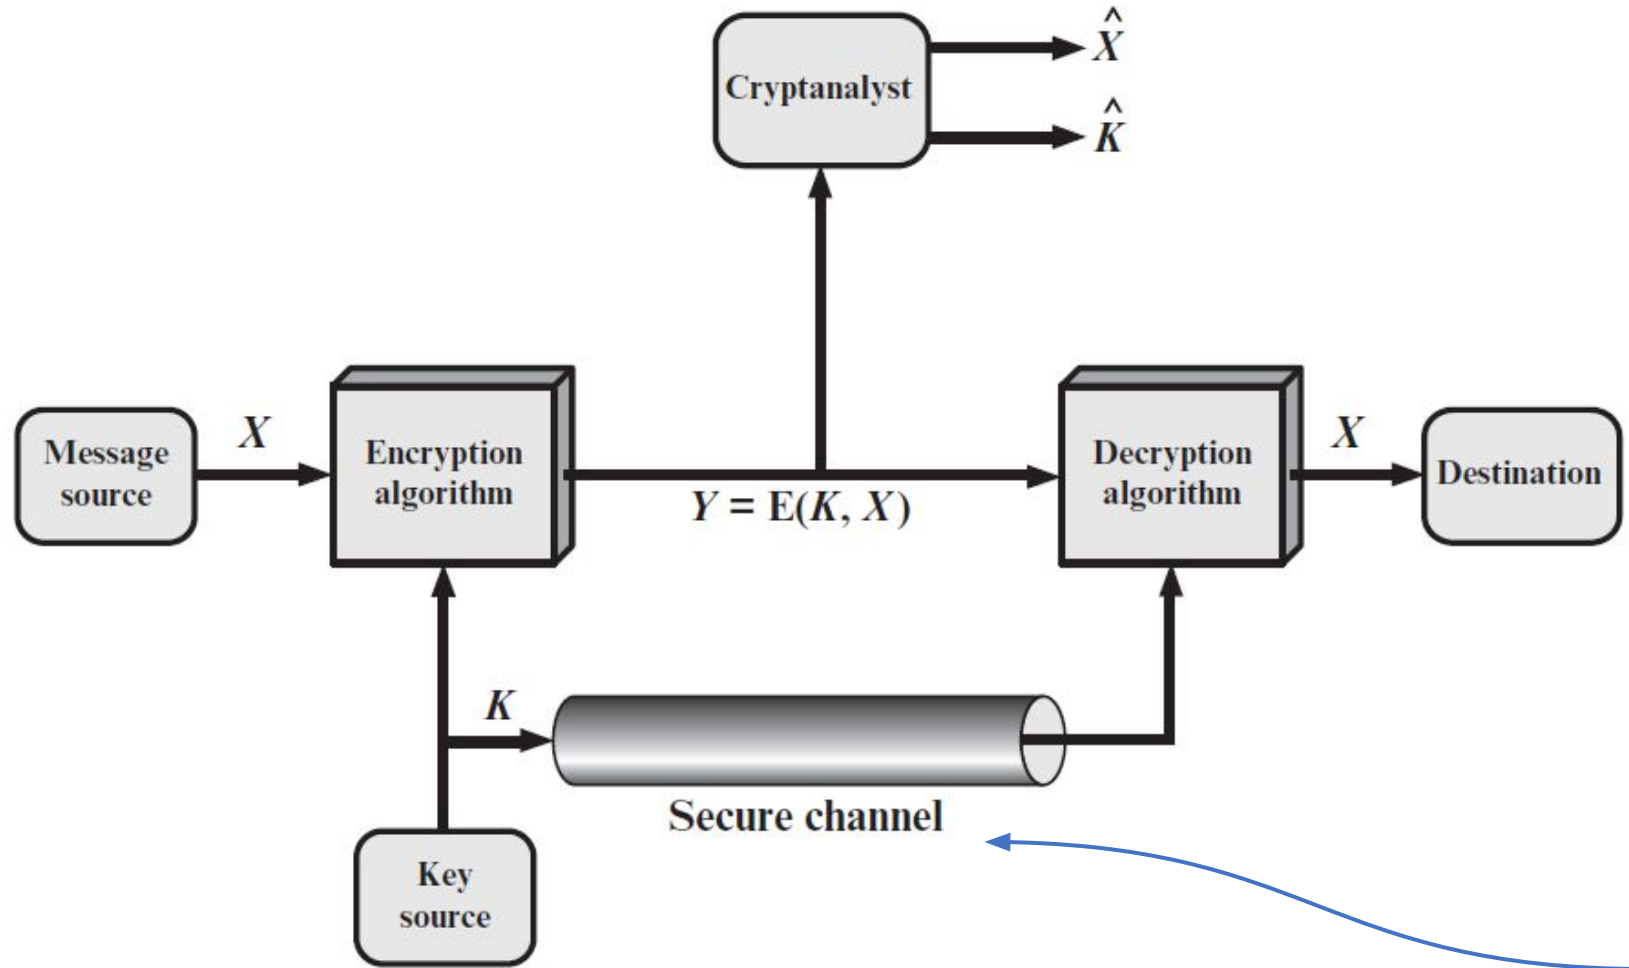 X̂
Cryptanalyst
K̂
X
X
Message
source
Encryption
algorithm
Decryption
algorithm
Destination
Y = E(K, X)
K
Secure channel
Key
source